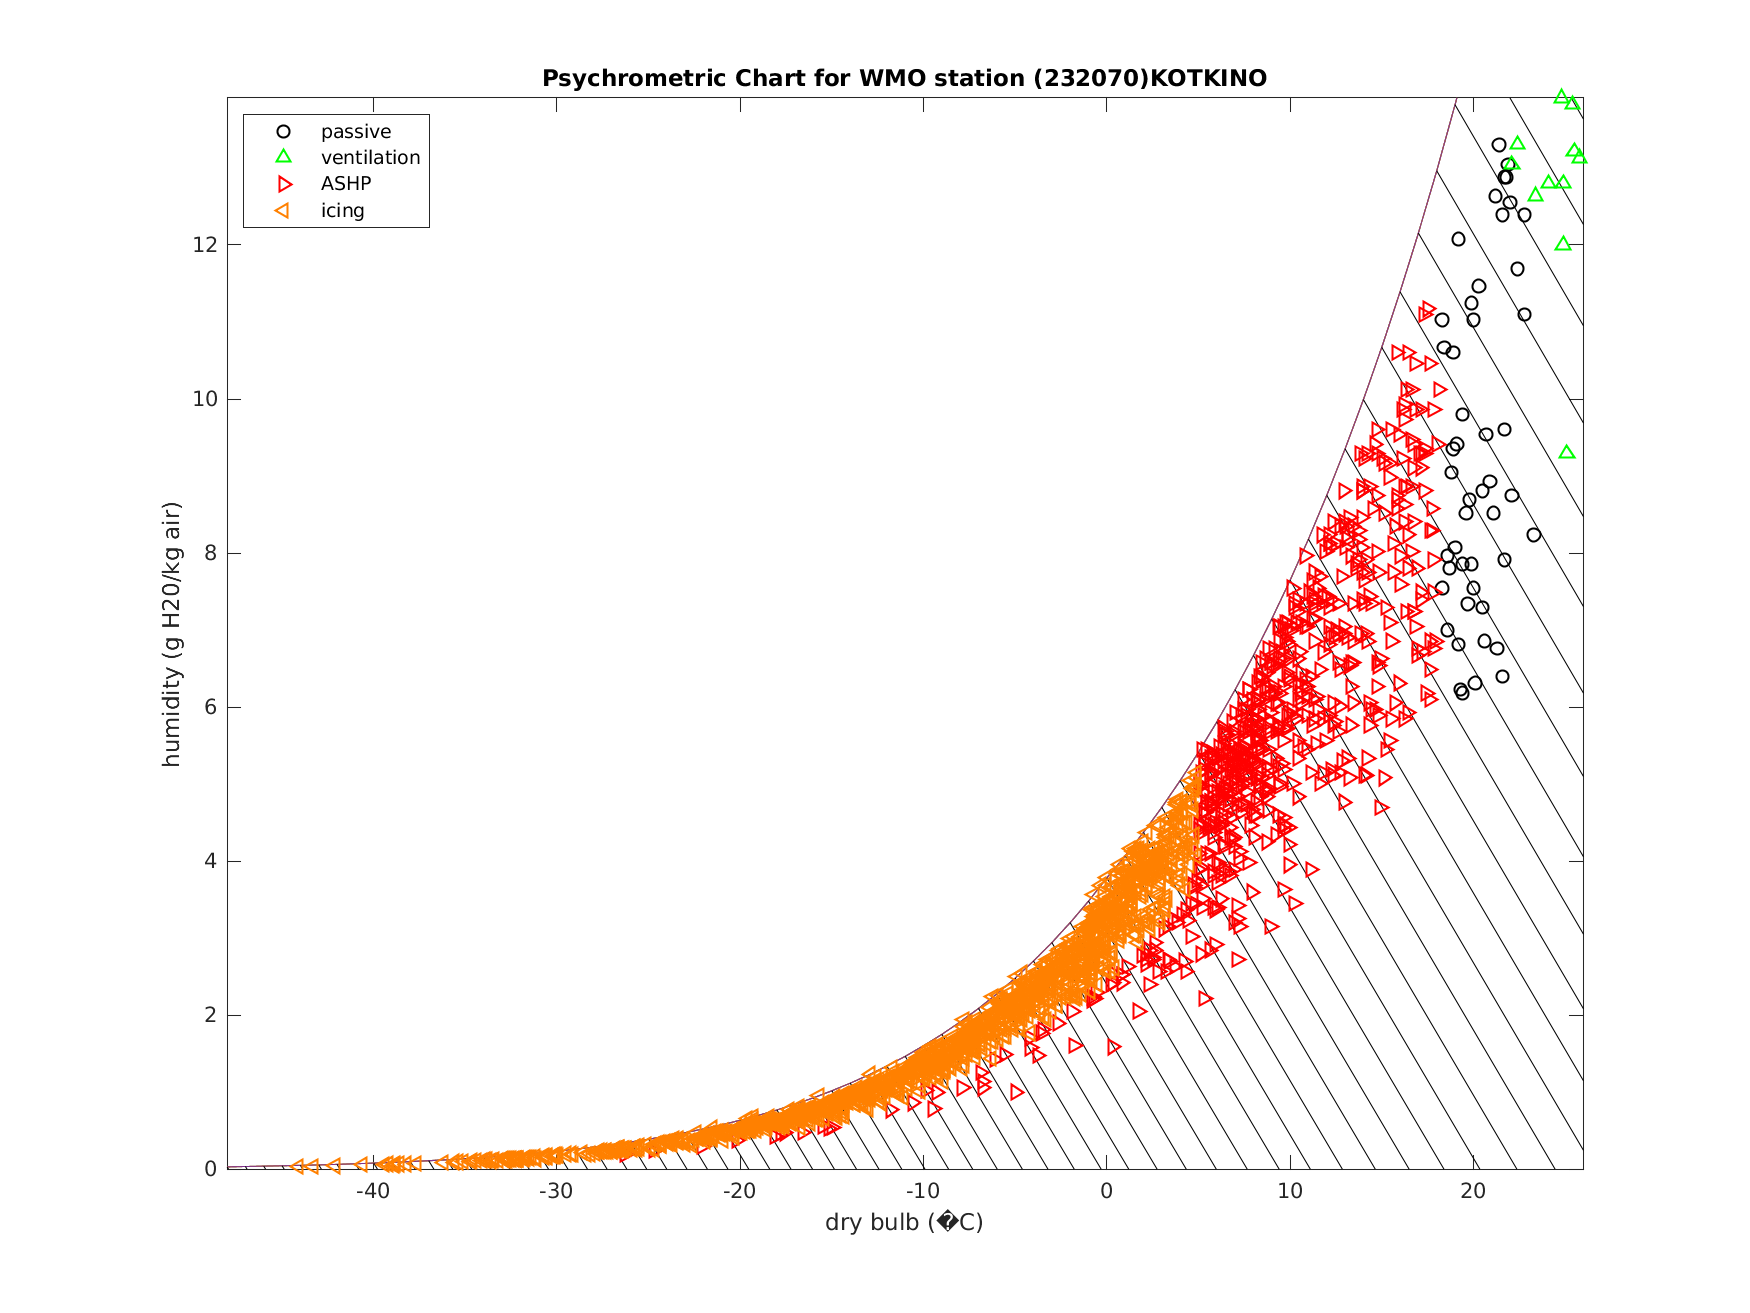 Psychrometric Chart for WMO station (232070)KOTKINO
passive
ventilation
ASHP
icing
humidity (g H20/kg air)
12
10
8
6
4
2
0
-40 -30 -20 -10 0 10 20
dry bulb (�C)